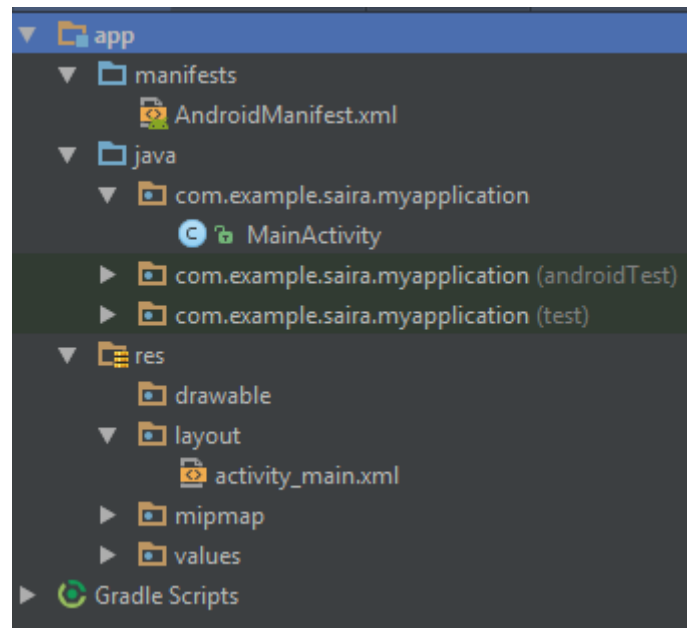 app
manifests
AndroidManifest.xml
java
com.example.saira.myapplication
MainActivity
com.example.saira.myapplication (androidTest)
com.example.saira.myapplication (test)
res
drawable
layout
activity_main.xml
mipmap
values
Gradle Scripts